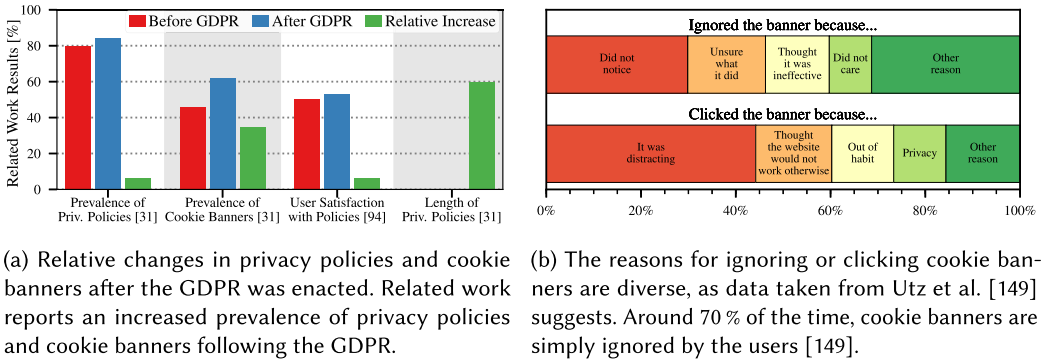 Before GDPR After GDPR Relative Increase
Related Work Results [%]
100
80
60
40
20
0
Prevalence of
Priv. Policies [31]
Prevalence of
Cookie Banners [31]
User Satisfaction
with Policies [94]
Length of
Priv. Policies [31]
(a) Relative changes in privacy policies and cookie
banners after the GDPR was enacted. Related work
reports an increased prevalence of privacy policies
and cookie banners following the GDPR.
Ignored the banner because...
Did not
notice
Unsure
what
it did
Thought
it was
ineffective
Did not
care
Other
reason
Clicked the banner because...
It was
distracting
Thought
the website
would not
work otherwise
Out of
habit
Privacy
Other
reason
0% 20% 40% 60% 80% 100%
(b) The reasons for ignoring or clicking cookie ban-
ners are diverse, as data taken from Utz et al. [149]
suggests. Around 70 % of the time, cookie banners are
simply ignored by the users [149].